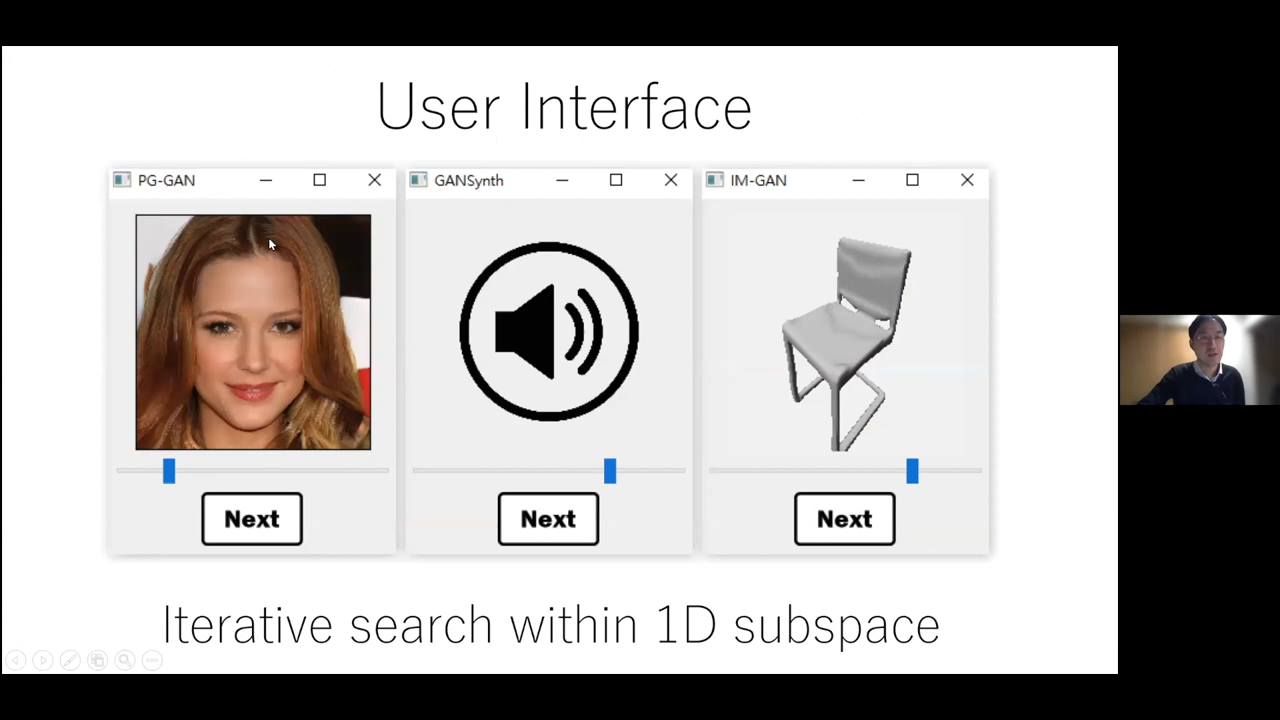 User Interface
PG-GAN
GANSynth
IM-GAN
Next
Next
Next
Iterative search within 1D subspace